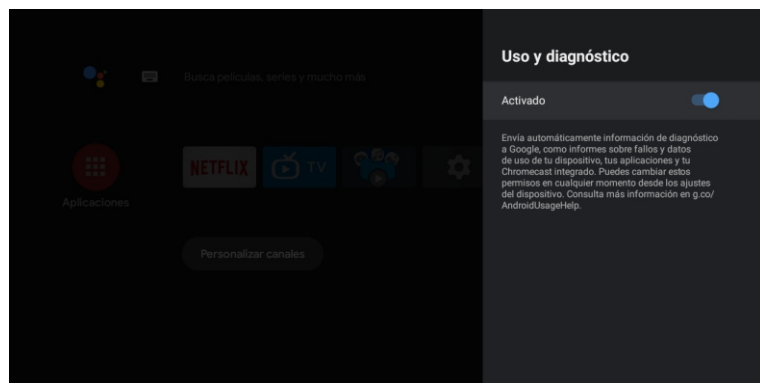 Uso y diagnóstico
Busca películas, series y mucho más
Activado
Envía automáticamente información de diagnóstico
a Google, como informes sobre fallos y datos
de uso de tu dispositivo, tus aplicaciones y tu
Chromecast integrado. Puedes cambiar estos
permisos en cualquier momento desde los ajustes
del dispositivo. Consulta más información en g.co/
AndroidUsageHelp.
NETFLIX
TV
Aplicaciones
Personalizar canales